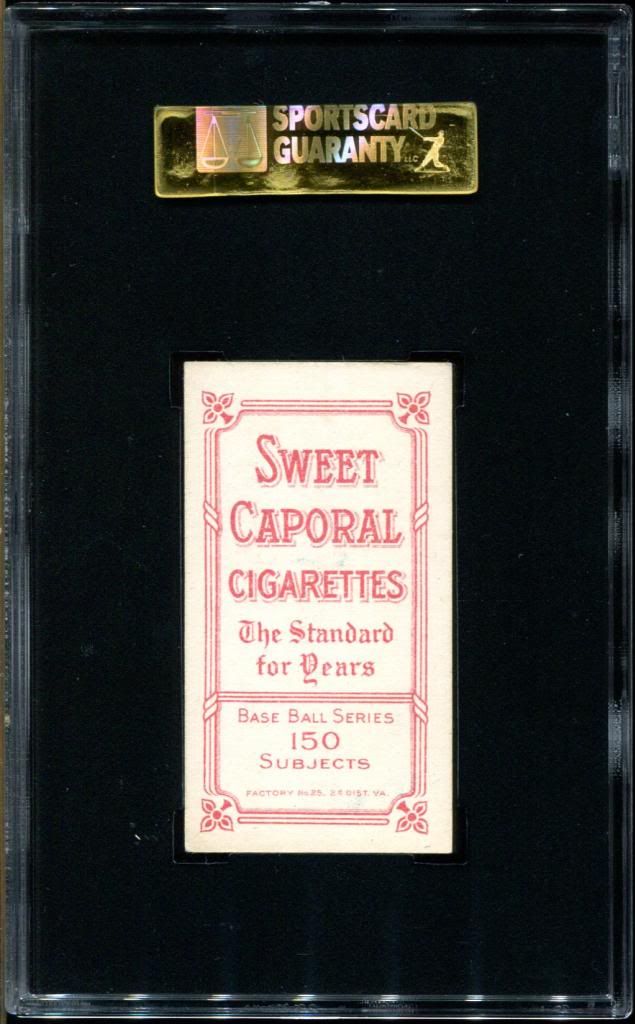 SPORTSCARD
GUARANTY LLC
SWEET
CAPORAL
CIGARETTES
The Standard
for Years
BASE BALL SERIES
150
SUBJECTS
FACTORY No 25, 2d DIST. VA.